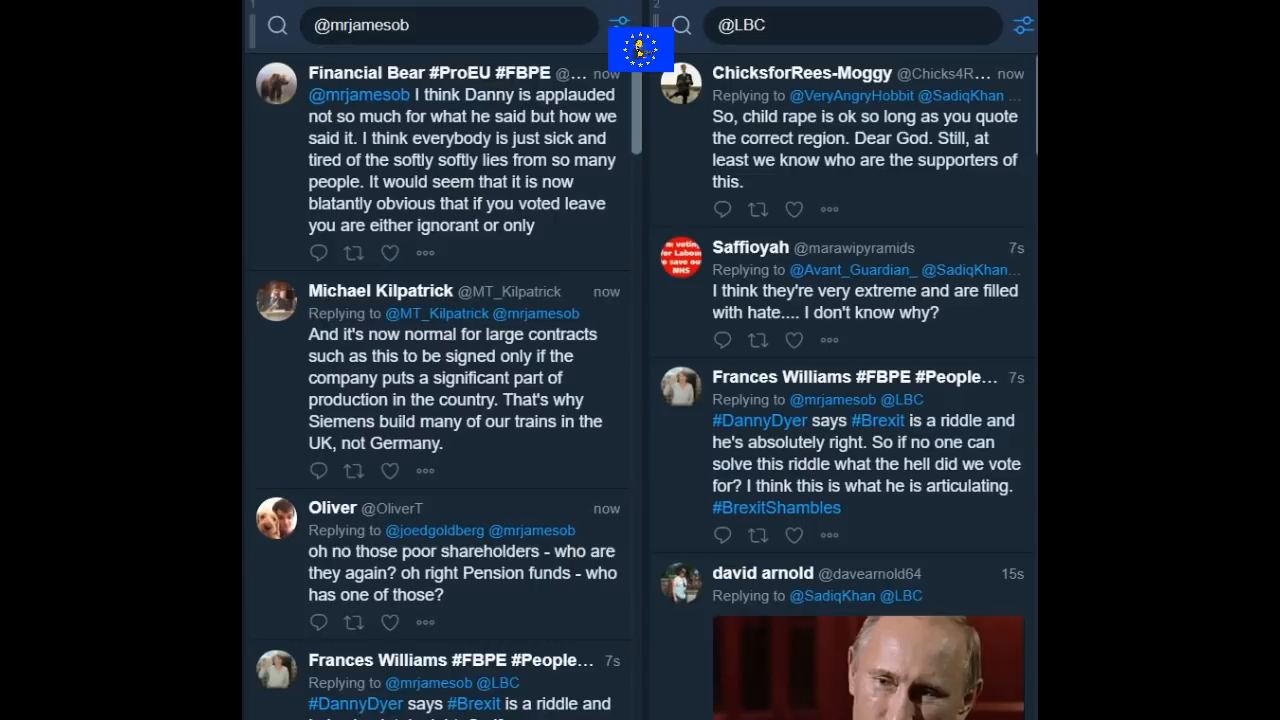 1
@mrjamesob
Financial Bear #ProEU #FBPE @... now
@mrjamesob I think Danny is applauded
not so much for what he said but how we
said it. I think everybody is just sick and
tired of the softly softly lies from so many
people. It would seem that it is now
blatantly obvious that if you voted leave
you are either ignorant or only
Michael Kilpatrick @MT_Kilpatrick now
Replying to @MT_Kilpatrick @mrjamesob
And it's now normal for large contracts
such as this to be signed only if the
company puts a significant part of
production in the country. That's why
Siemens build many of our trains in the
UK, not Germany.
Oliver @OliverT now
Replying to @joedgoldberg @mrjamesob
oh no those poor shareholders - who are
they again? oh right Pension funds - who
has one of those?
Frances Williams #FBPE #People... 7s
Replying to @mrjamesob @LBC
#DannyDyer says #Brexit is a riddle and
2
@LBC
ChicksforRees-Moggy @Chicks4R... now
Replying to @VeryAngryHobbit @SadiqKhan ...
So, child rape is ok so long as you quote
the correct region. Dear God. Still, at
least we know who are the supporters of
this.
Saffioyah @marawipyramids 7s
Replying to @Avant_Guardian_ @SadiqKhan...
I think they're very extreme and are filled
with hate.... I don't know why?
Frances Williams #FBPE #People... 7s
Replying to @mrjamesob @LBC
#DannyDyer says #Brexit is a riddle and
he's absolutely right. So if no one can
solve this riddle what the hell did we vote
for? I think this is what he is articulating.
#BrexitShambles
david arnold @davearnold64 15s
Replying to @SadiqKhan @LBC